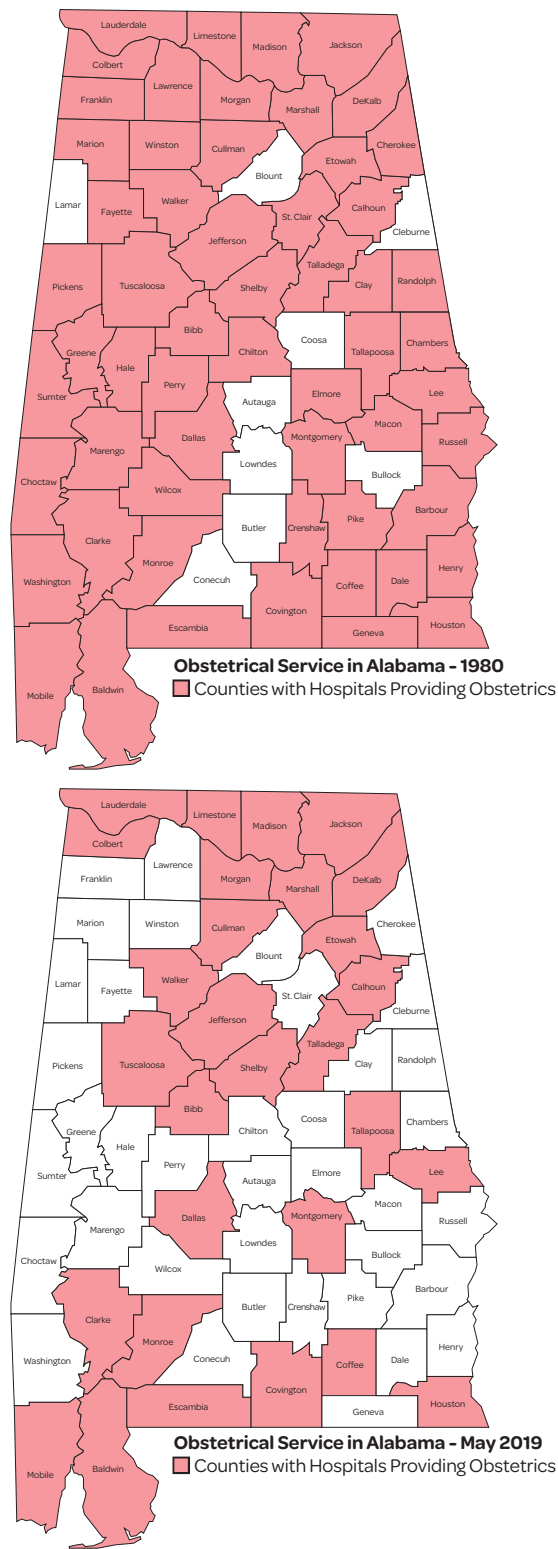 Lauderdale
Limestone
Madison
Jackson
Colbert
Lawrence
Franklin
Morgan
DeKalb
Marshall
Marion
Winston
Cullman
Cherokee
Etowah
Blount
Lamar
Walker
Fayette
Calhoun
St. Clair
Cleburne
Jefferson
Talladega
Pickens
Tuscaloosa
Shelby
Clay
Randolph
Bibb
Coosa
Chambers
Greene
Chilton
Tallapoosa
Hale
Perry
Elmore
Lee
Sumter
Autauga
Macon
Dallas
Montgomery
Russell
Marengo
Lowndes
Bullock
Choctaw
Wilcox
Barbour
Pike
Butler
Crenshaw
Clarke
Monroe
Henry
Washington
Conecuh
Coffee
Dale
Covington
Houston
Escambia
Geneva
Baldwin
Mobile
Obstetrical Service in Alabama - 1980
Counties with Hospitals Providing Obstetrics
Lauderdale
Limestone
Madison
Jackson
Colbert
Lawrence
Franklin
Morgan
DeKalb
Marshall
Marion
Winston
Cullman
Cherokee
Etowah
Blount
Lamar
Walker
Fayette
Calhoun
St. Clair
Cleburne
Jefferson
Talladega
Pickens
Tuscaloosa
Shelby
Clay
Randolph
Bibb
Coosa
Chambers
Greene
Chilton
Tallapoosa
Hale
Perry
Elmore
Lee
Sumter
Autauga
Macon
Dallas
Montgomery
Russell
Marengo
Lowndes
Bullock
Choctaw
Wilcox
Barbour
Pike
Butler
Crenshaw
Clarke
Monroe
Henry
Washington
Conecuh
Coffee
Dale
Covington
Houston
Escambia
Geneva
Baldwin
Mobile
Obstetrical Service in Alabama - May 2019
Counties with Hospitals Providing Obstetrics